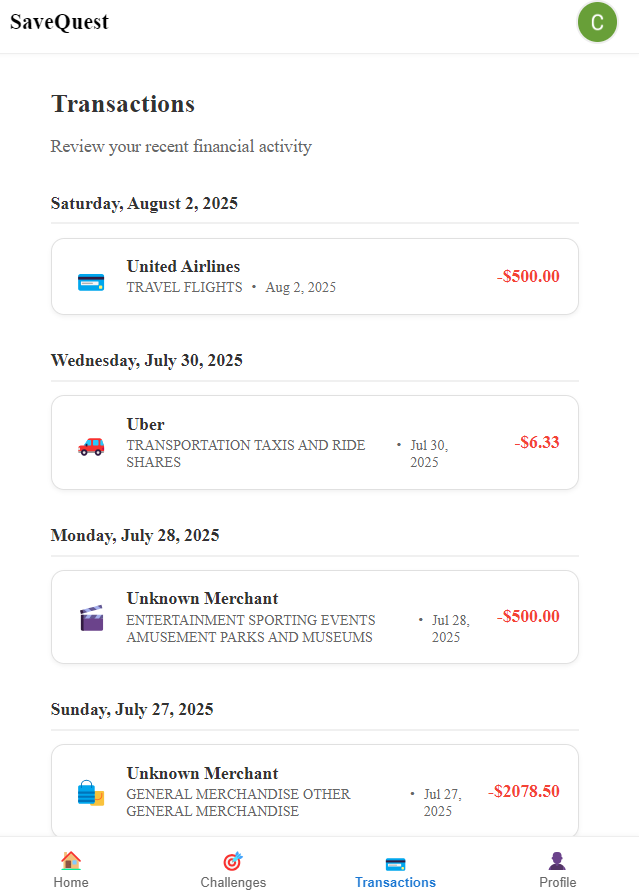 SaveQuest
C
Transactions
Review your recent financial activity
Saturday, August 2, 2025
United Airlines
-$500.00
TRAVEL FLIGHTS • Aug 2, 2025
Wednesday, July 30, 2025
Uber
TRANSPORTATION TAXIS AND RIDE • Jul 30, -$6.33
SHARES 2025
Monday, July 28, 2025
Unknown Merchant
ENTERTAINMENT SPORTING EVENTS • Jul 28, -$500.00
AMUSEMENT PARKS AND MUSEUMS 2025
Sunday, July 27, 2025
Unknown Merchant
GENERAL MERCHANDISE OTHER • Jul 27, -$2078.50
GENERAL MERCHANDISE 2025
Home Challenges Transactions Profile